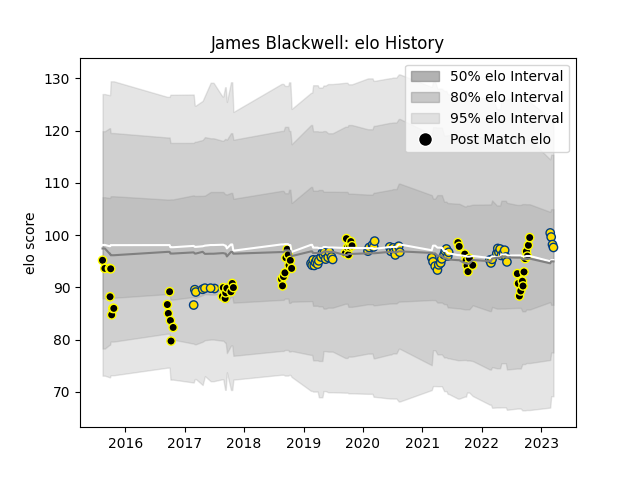 James Blackwell: elo History
130
120
110
100
90
80
70
elo score
50% elo Interval
80% elo Interval
95% elo Interval
Post Match elo
2016 2017 2018 2019 2020 2021 2022 2023